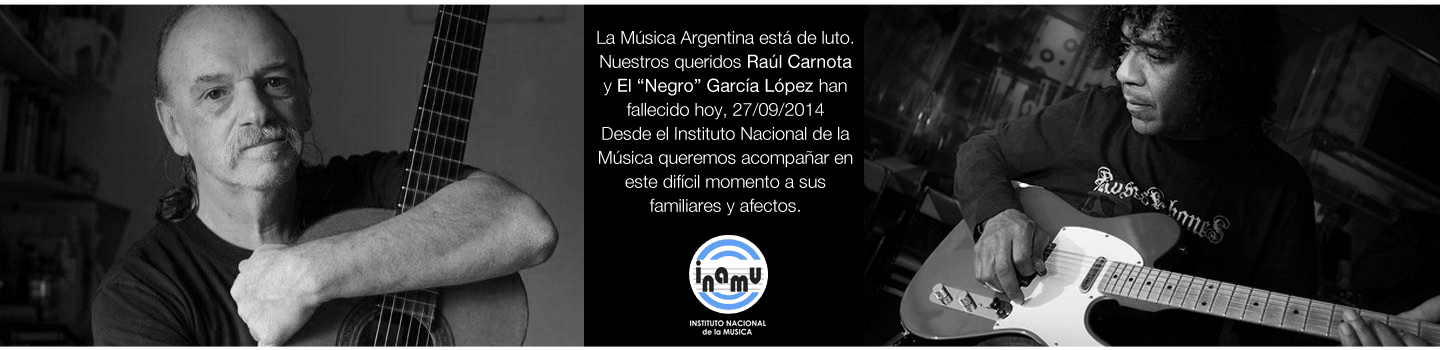 La Música Argentina está de luto.
Nuestros queridos Raúl Carnota
y El “Negro” García López han
fallecido hoy, 27/09/2014
Desde el Instituto Nacional de la
Música queremos acompañar en
este difícil momento a sus
familiares y afectos.
inamu
INSTITUTO NACIONAL
de la MUSICA